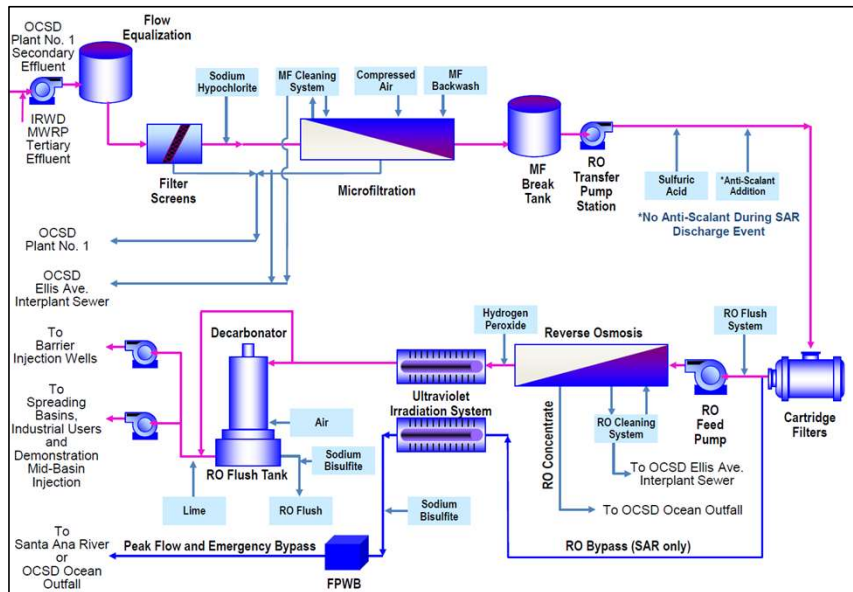 OCSD
Plant No. 1
Secondary
Effluent
Flow
Equalization
IRWD
MWRP
Tertiary
Effluent
Sodium
Hypochlorite
MF Cleaning
System
Compressed
Air
MF
Backwash
Filter
Screens
Microfiltration
MF
Break
Tank
RO
Transfer
Pump
Station
Sulfuric
Acid
*Anti-Scalant
Addition
*No Anti-Scalant During SAR
Discharge Event
OCSD
Plant No. 1
OCSD
Ellis Ave.
Interplant Sewer
To
Barrier
Injection Wells
To
Spreading
Basins,
Industrial Users
and
Demonstration
Mid-Basin
Injection
Decarbonator
Air
RO Flush Tank
Sodium
Bisulfite
Lime
RO Flush
Hydrogen
Peroxide
Ultraviolet
Irradiation System
Reverse Osmosis
RO Concentrate
RO Cleaning
System
RO Flush
System
RO
Feed
Pump
Cartridge
Filters
To OCSD Ellis Ave.
Interplant Sewer
To OCSD Ocean Outfall
Sodium
Bisulfite
To
Santa Ana River
or
OCSD Ocean
Outfall
Peak Flow and Emergency Bypass
FPWB
RO Bypass (SAR only)